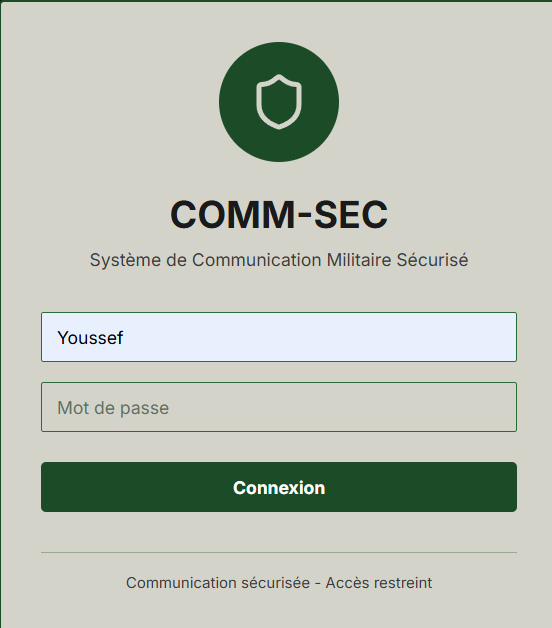 COMM-SEC
Système de Communication Militaire Sécurisé
Youssef
Mot de passe
Connexion
Communication sécurisée - Accès restreint